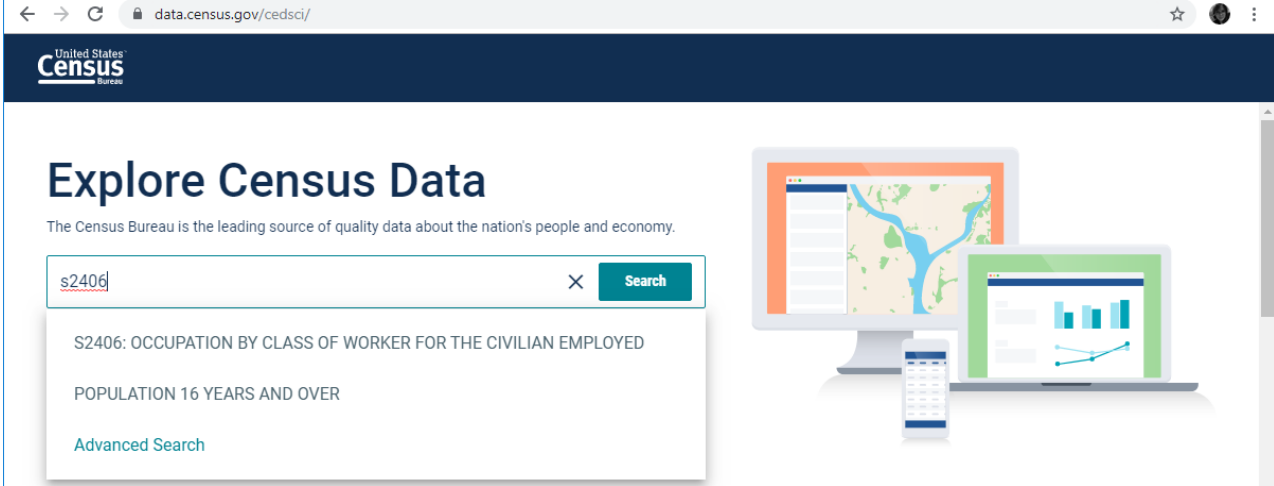 data.census.gov/cedsci/
United States
Census
Bureau
Explore Census Data
The Census Bureau is the leading source of quality data about the nation's people and economy.
s2406 Search
S2406: OCCUPATION BY CLASS OF WORKER FOR THE CIVILIAN EMPLOYED
POPULATION 16 YEARS AND OVER
Advanced Search